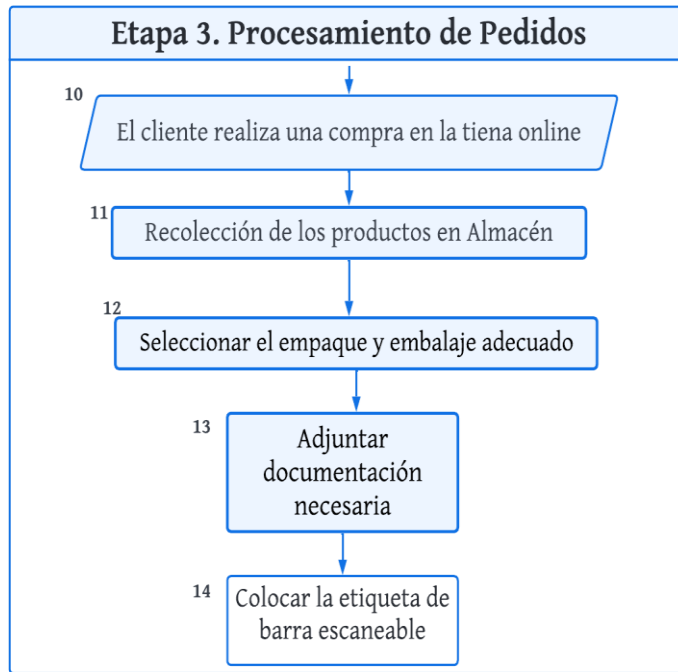 Etapa 3. Procesamiento de Pedidos
10
El cliente realiza una compra en la tiena online
11
Recolección de los productos en Almacén
12
Seleccionar el empaque y embalaje adecuado
13
Adjuntar
documentación
necesaria
14
Colocar la etiqueta de
barra escaneable